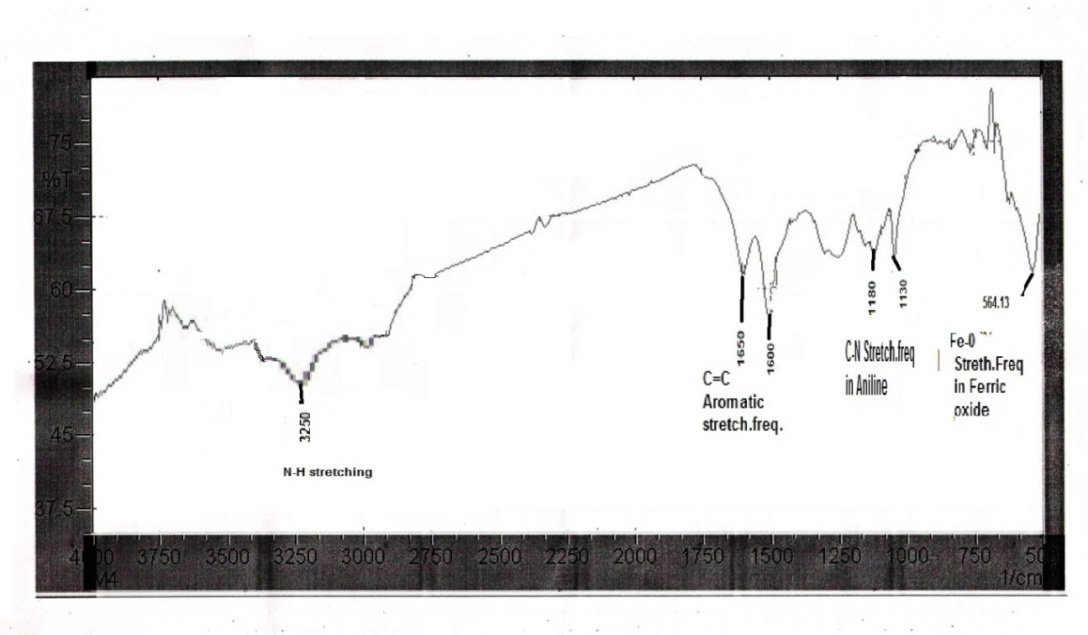 75
%T
67.5
60
52.5
45
37.5
4000 3750 3500 3250 3000 2750 2500 2250 2000 1750 1500 1250 1000 750 500
M4
1/cm
3250
N-H stretching
1650
1600
C=C
Aromatic
stretch.freq.
1180
1130
C-N Stretch.freq
in Aniline
564.13
Fe-0
Streth.Freq
in Ferric
oxide